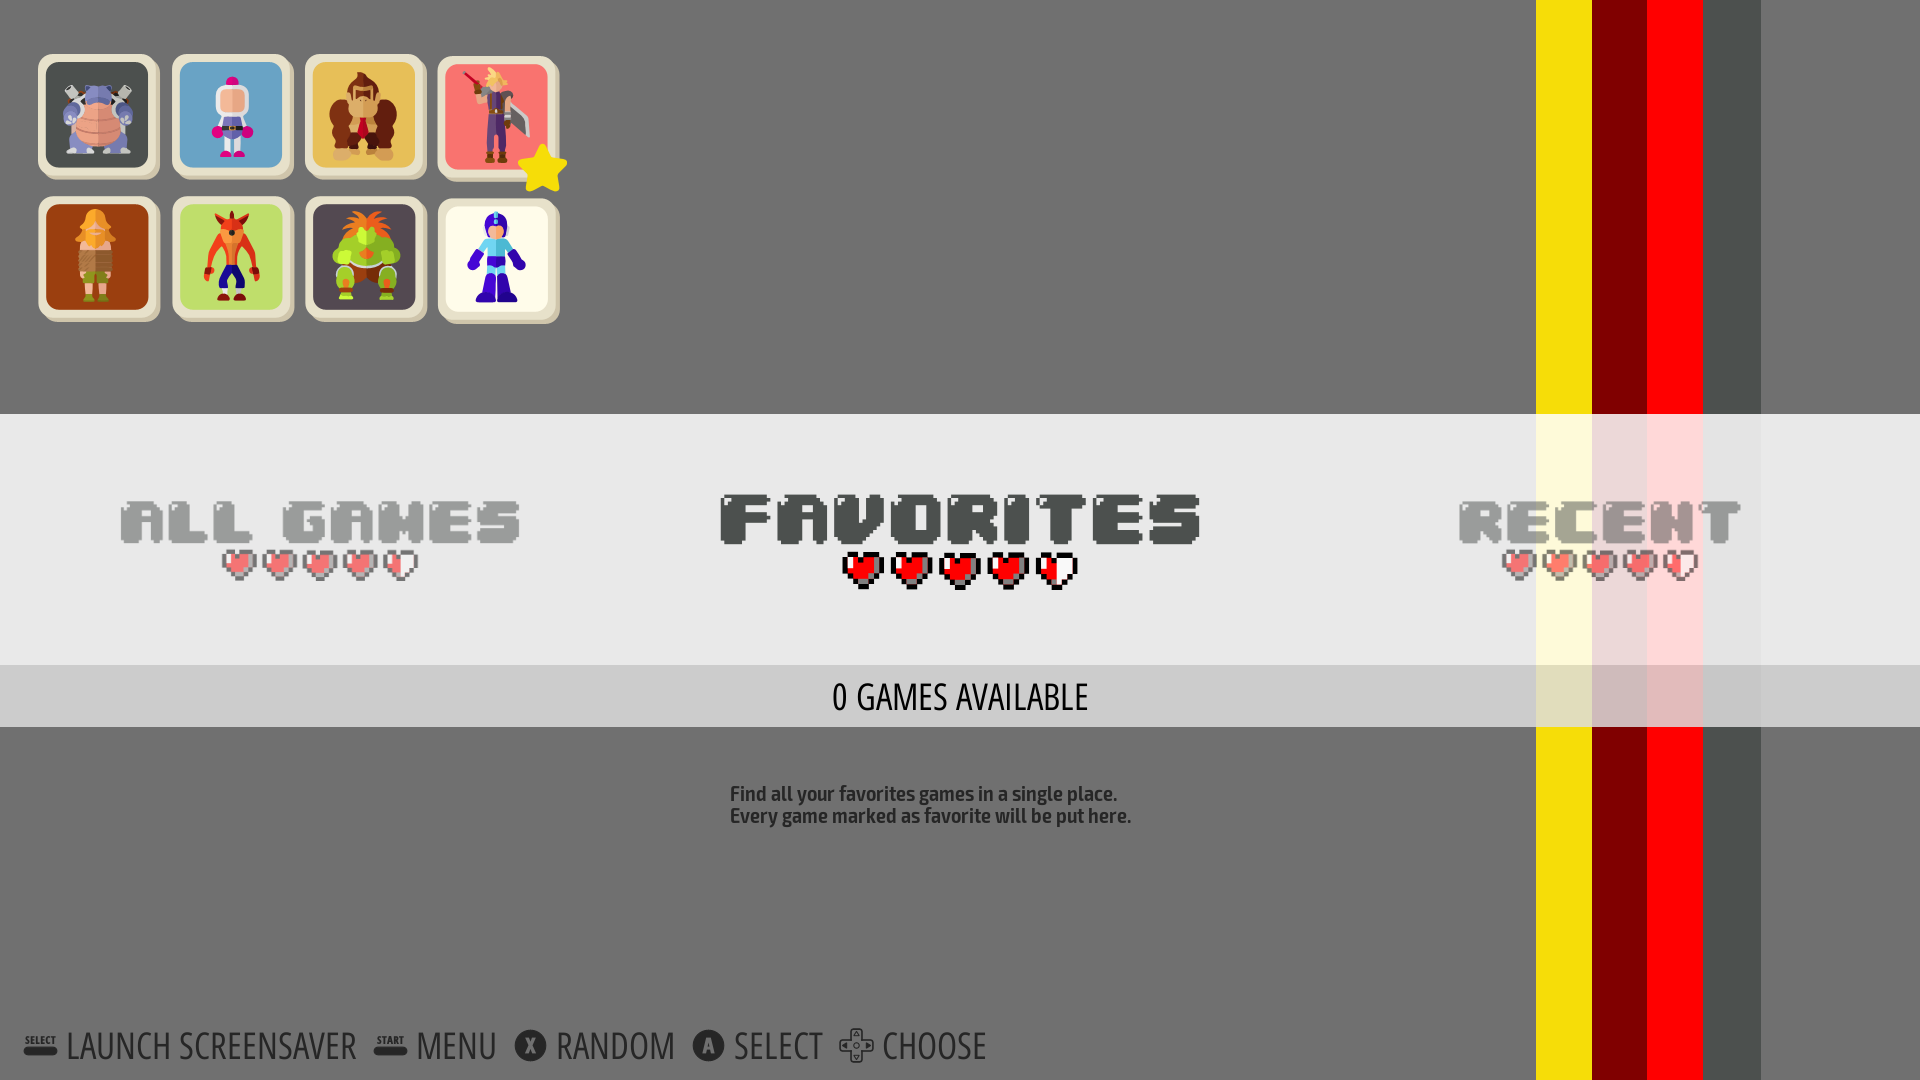 ALL GAMES
FAVORITES
RECENT
0 GAMES AVAILABLE
Find all your favorites games in a single place.
Every game marked as favorite will be put here.
SELECT LAUNCH SCREENSAVER START MENU X RANDOM A SELECT CHOOSE